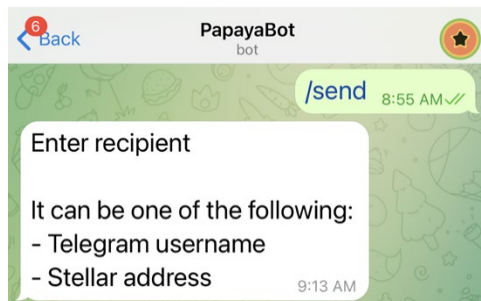 6
Back
PapayaBot
bot
/send 8:55 AM
Enter recipient
It can be one of the following:
- Telegram username
- Stellar address 9:13 AM